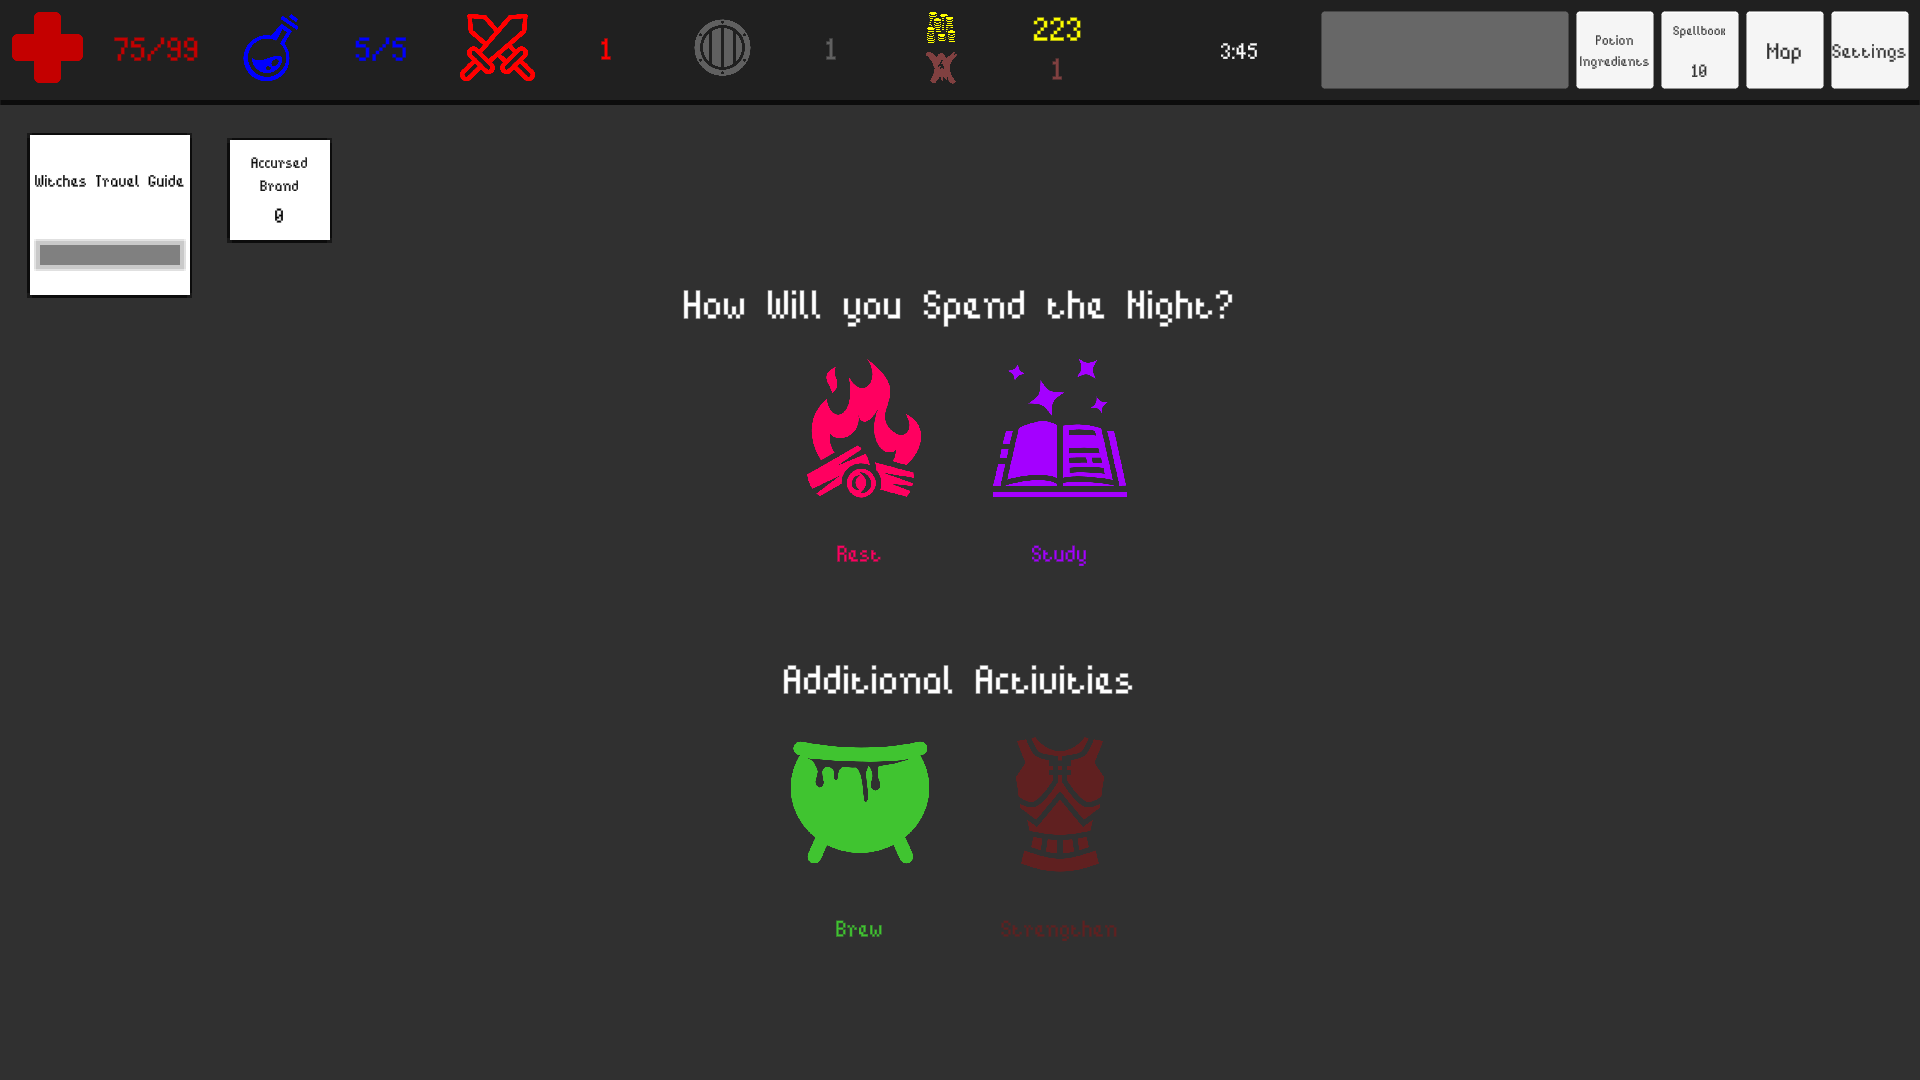 75/99
5/5
1
1
223
1
3:45
Potion
Ingredients
Spellbook
10
Map
Settings
Witches Travel Guide
Accursed
Brand
0
How Will you Spend the Night?
Rest
Study
Additional Activities
Brew
Strengthen